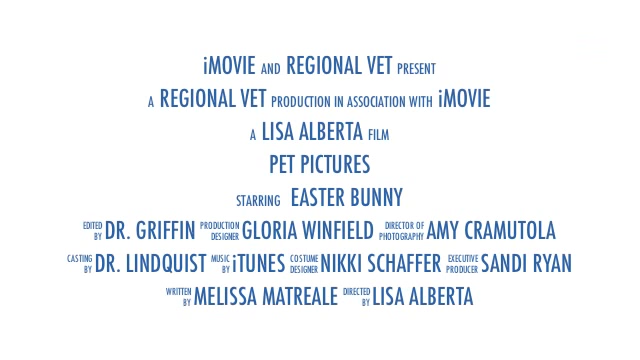 iMOVIE AND REGIONAL VET PRESENT
A REGIONAL VET PRODUCTION IN ASSOCIATION WITH iMOVIE
A LISA ALBERTA FILM
PET PICTURES
STARRING EASTER BUNNY
EDITED BY DR. GRIFFIN PRODUCTION DESIGNER GLORIA WINFIELD DIRECTOR OF PHOTOGRAPHY AMY CRAMUTOLA
CASTING BY DR. LINDQUIST MUSIC BY iTUNES COSTUME DESIGNER NIKKI SCHAFFER EXECUTIVE PRODUCER SANDI RYAN
WRITTEN BY MELISSA MATREALE DIRECTED BY LISA ALBERTA